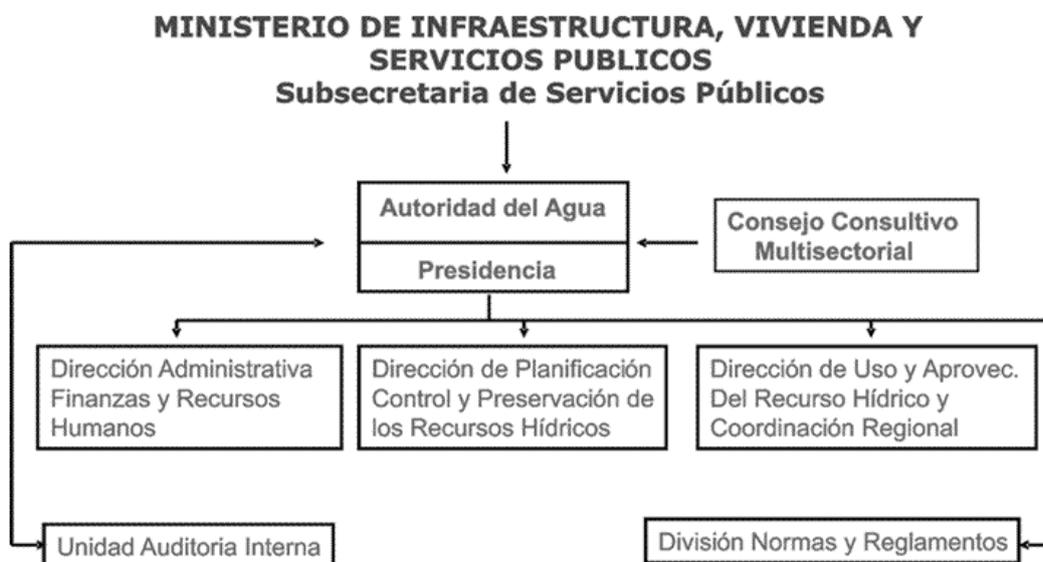 MINISTERIO DE INFRAESTRUCTURA, VIVIENDA Y
SERVICIOS PUBLICOS
Subsecretaria de Servicios Públicos
Autoridad del Agua
Presidencia
Consejo Consultivo
Multisectorial
Dirección Administrativa
Finanzas y Recursos
Humanos
Dirección de Planificación
Control y Preservación de
los Recursos Hídricos
Dirección de Uso y Aprovec.
Del Recurso Hídrico y
Coordinación Regional
Unidad Auditoria Interna
División Normas y Reglamentos